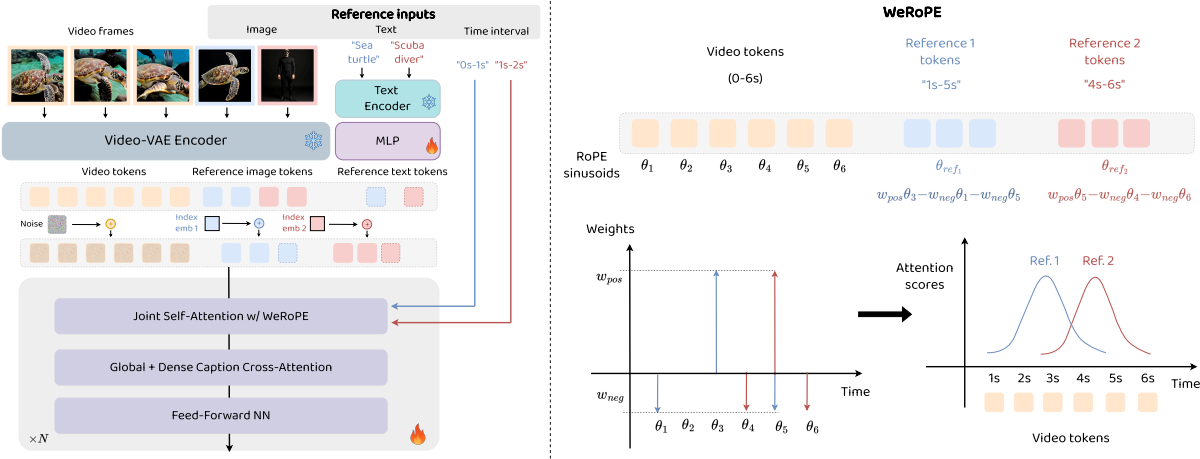 Reference inputs
Video frames
Image
Text
Time interval
"Sea turtle"
"Scuba diver"
"0s-1s"
"1s-2s"
Text
Encoder
Video-VAE Encoder
MLP
Video tokens
Reference image tokens
Reference text tokens
Noise
Index
emb 1
Index
emb 2
Joint Self-Attention w/ WeRoPE
Global + Dense Caption Cross-Attention
Feed-Forward NN
×N
WeRoPE
Video tokens
(0-6s)
Reference 1
tokens
"1s-5s"
Reference 2
tokens
"4s-6s"
RoPE
sinusoids
θ1 θ2 θ3 θ4 θ5 θ6
θref1
θref2
wposθ3−wnegθ1−wnegθ5
wposθ5−wnegθ4−wnegθ6
Weights
wpos
wneg
Time
θ1 θ2 θ3 θ4 θ5 θ6
Attention
scores
Ref. 1
Ref. 2
1s 2s 3s 4s 5s 6s
Time
Video tokens